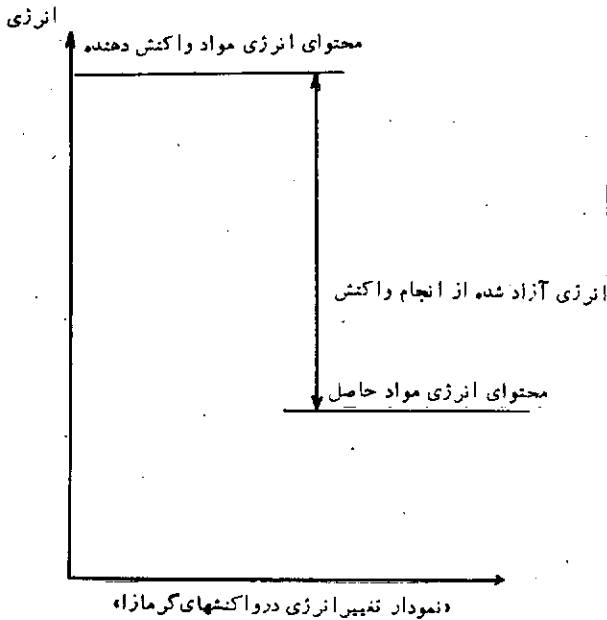 انرژی
محتوای انرژی مواد واکنش دهنده
انرژی آزاد شده از انجام واکنش
محتوای انرژی مواد حاصل
«نمودار تغییر انرژی در واکنشهای گرمازا»